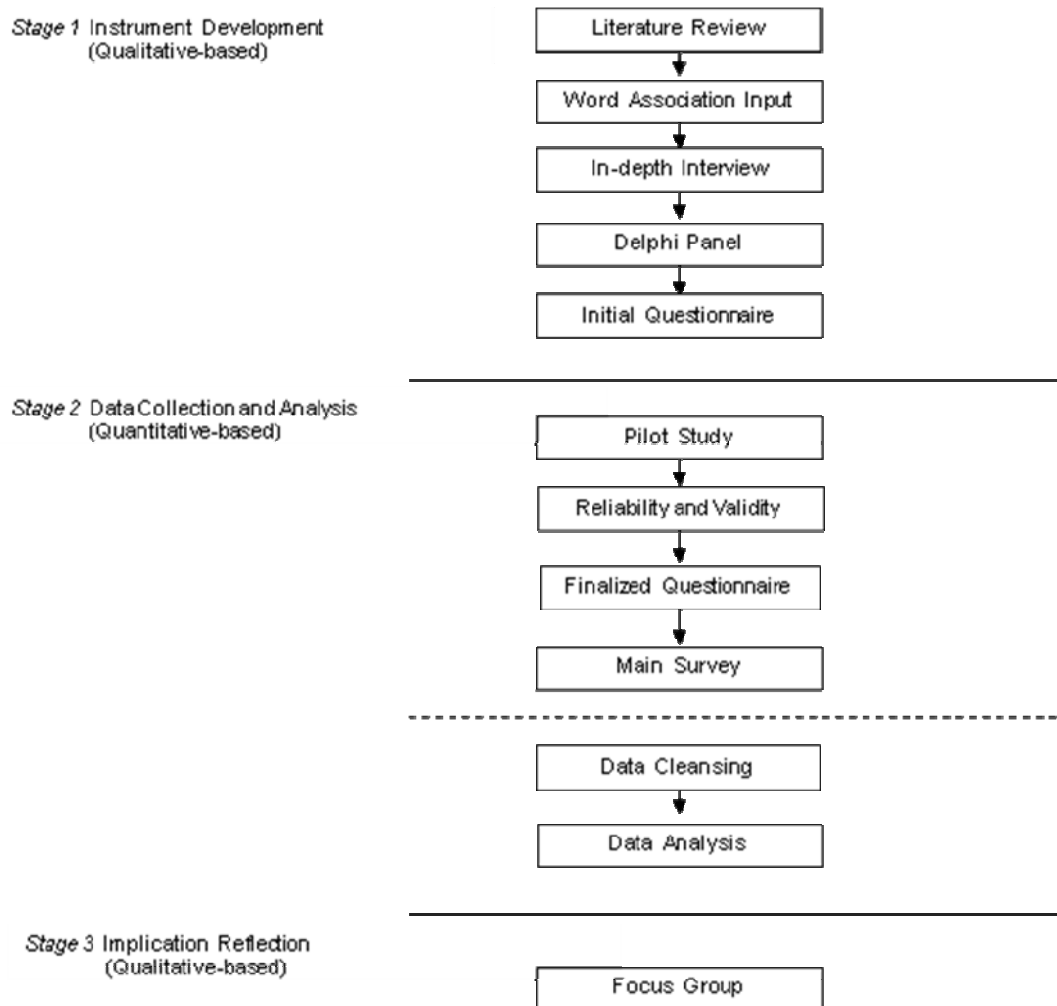 Stage 1 Instrument Development
(Qualitative-based)
Literature Review
Word Association Input
In-depth Interview
Delphi Panel
Initial Questionnaire
Stage 2 Data Collection and Analysis
(Quantitative-based)
Pilot Study
Reliability and Validity
Finalized Questionnaire
Main Survey
Data Cleansing
Data Analysis
Stage 3 Implication Reflection
(Qualitative-based)
Focus Group